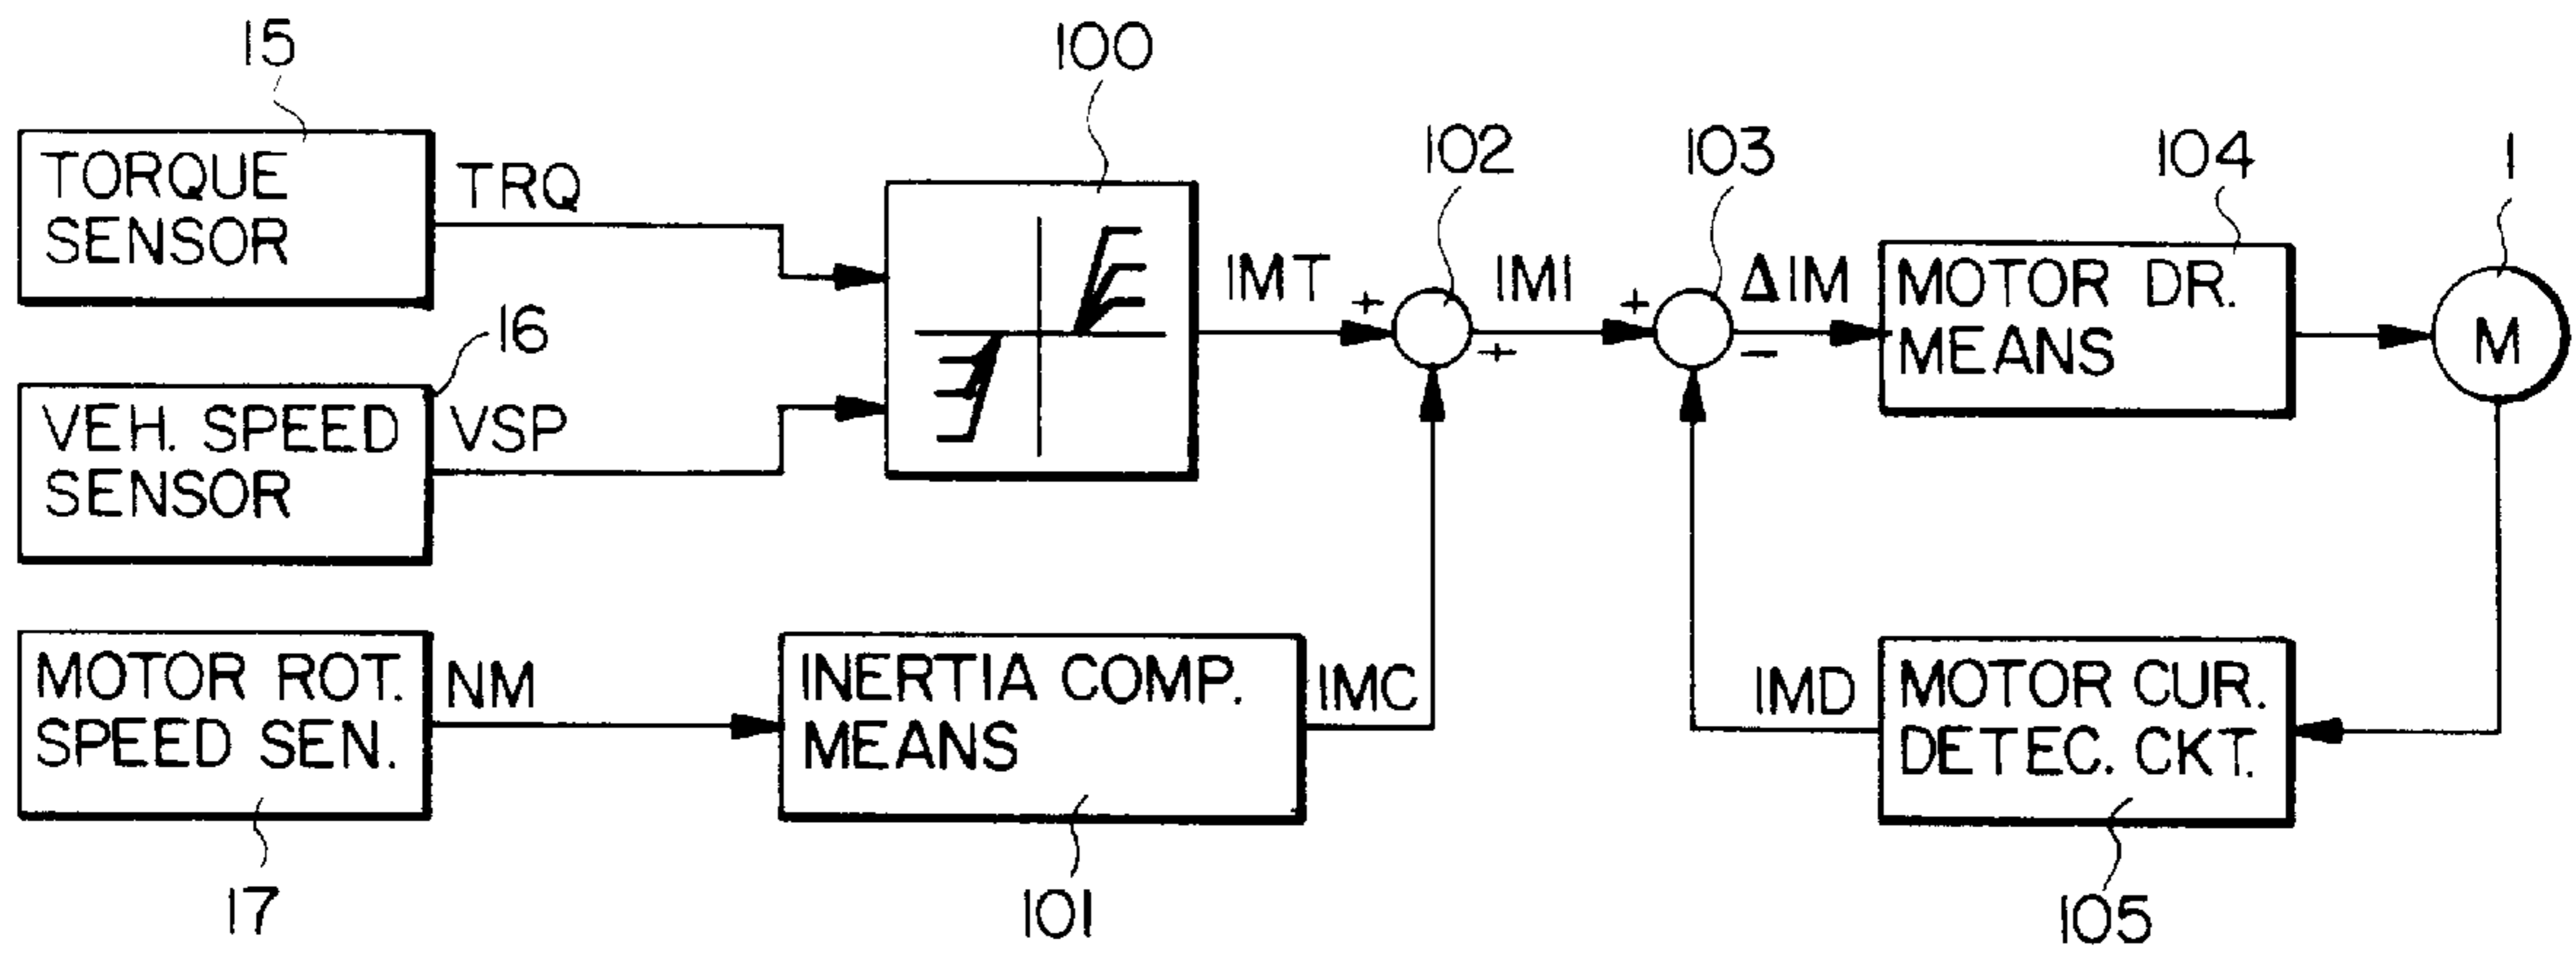 15
100
102
103
104
1
TORQUE
SENSOR
TRQ
IMT
+
+
IMI
+
−
ΔIM
MOTOR DR.
MEANS
M
16
VEH. SPEED
SENSOR
VSP
MOTOR ROT.
SPEED SEN.
NM
INERTIA COMP.
MEANS
IMC
IMD
MOTOR CUR.
DETEC. CKT.
17
101
105